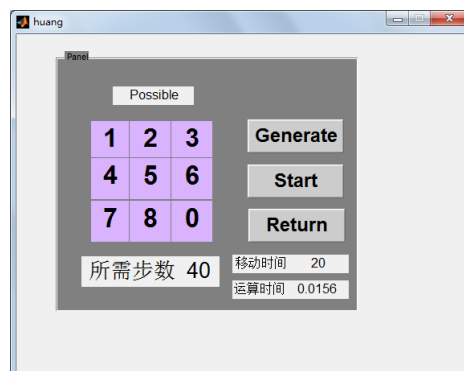 huang
Panel
Possible
1 2 3
4 5 6
7 8 0
Generate
Start
Return
所需步数 40
移动时间 20
运算时间 0.0156